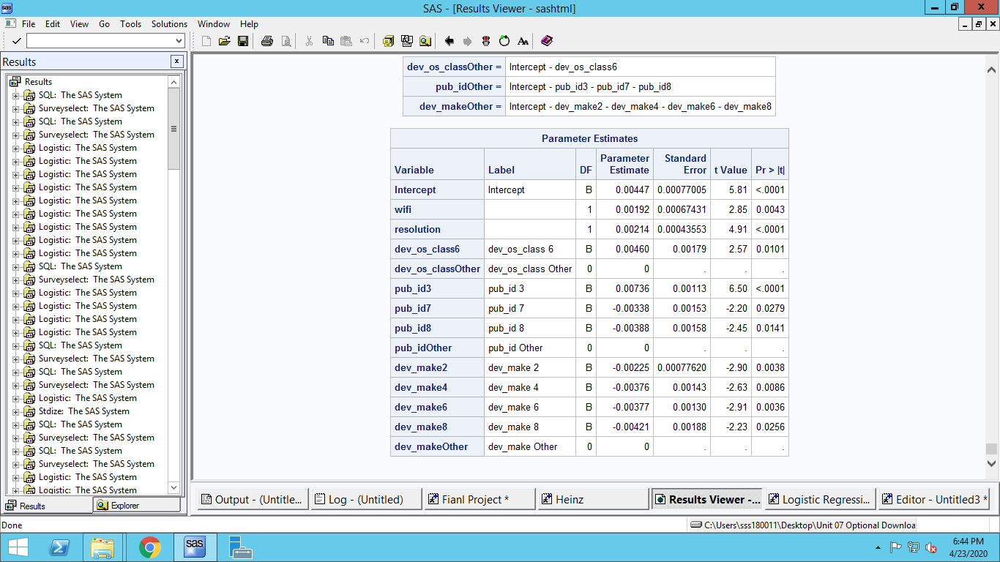 SAS - [Results Viewer - sashtml]
File Edit View Go Tools Solutions Window Help
Results
Results
SQL: The SAS System
Surveyselect: The SAS System
SQL: The SAS System
Surveyselect: The SAS System
Logistic: The SAS System
Logistic: The SAS System
Logistic: The SAS System
Logistic: The SAS System
Logistic: The SAS System
Logistic: The SAS System
Logistic: The SAS System
Logistic: The SAS System
Logistic: The SAS System
SQL: The SAS System
Surveyselect: The SAS System
Logistic: The SAS System
Logistic: The SAS System
Logistic: The SAS System
Logistic: The SAS System
SQL: The SAS System
Surveyselect: The SAS System
SQL: The SAS System
Surveyselect: The SAS System
Logistic: The SAS System
Stdize: The SAS System
SQL: The SAS System
Surveyselect: The SAS System
SQL: The SAS System
Surveyselect: The SAS System
Logistic: The SAS System
Logistic: The SAS System
Results Explorer
dev_os_classOther = Intercept - dev_os_class6
pub_idOther = Intercept - pub_id3 - pub_id7 - pub_id8
dev_makeOther = Intercept - dev_make2 - dev_make4 - dev_make6 - dev_make8
Parameter Estimates
Variable Label DF Parameter Estimate Standard Error t Value Pr > |t|
Intercept Intercept B 0.00447 0.00077005 5.81 <.0001
wifi 1 0.00192 0.00067431 2.85 0.0043
resolution 1 0.00214 0.00043553 4.91 <.0001
dev_os_class6 dev_os_class 6 B 0.00460 0.00179 2.57 0.0101
dev_os_classOther dev_os_class Other 0 0 . . .
pub_id3 pub_id 3 B 0.00736 0.00113 6.50 <.0001
pub_id7 pub_id 7 B -0.00338 0.00153 -2.20 0.0279
pub_id8 pub_id 8 B -0.00388 0.00158 -2.45 0.0141
pub_idOther pub_id Other 0 0 . . .
dev_make2 dev_make 2 B -0.00225 0.00077620 -2.90 0.0038
dev_make4 dev_make 4 B -0.00376 0.00143 -2.63 0.0086
dev_make6 dev_make 6 B -0.00377 0.00130 -2.91 0.0036
dev_make8 dev_make 8 B -0.00421 0.00188 -2.23 0.0256
dev_makeOther dev_make Other 0 0 . . .
Output - (Untitle... Log - (Untitled) Fianl Project * Heinz Results Viewer -... Logistic Regressi... Editor - Untitled3 *
Done C:\Users\sss180011\Desktop\Unit 07 Optional Downloa
sas
6:44 PM
4/23/2020